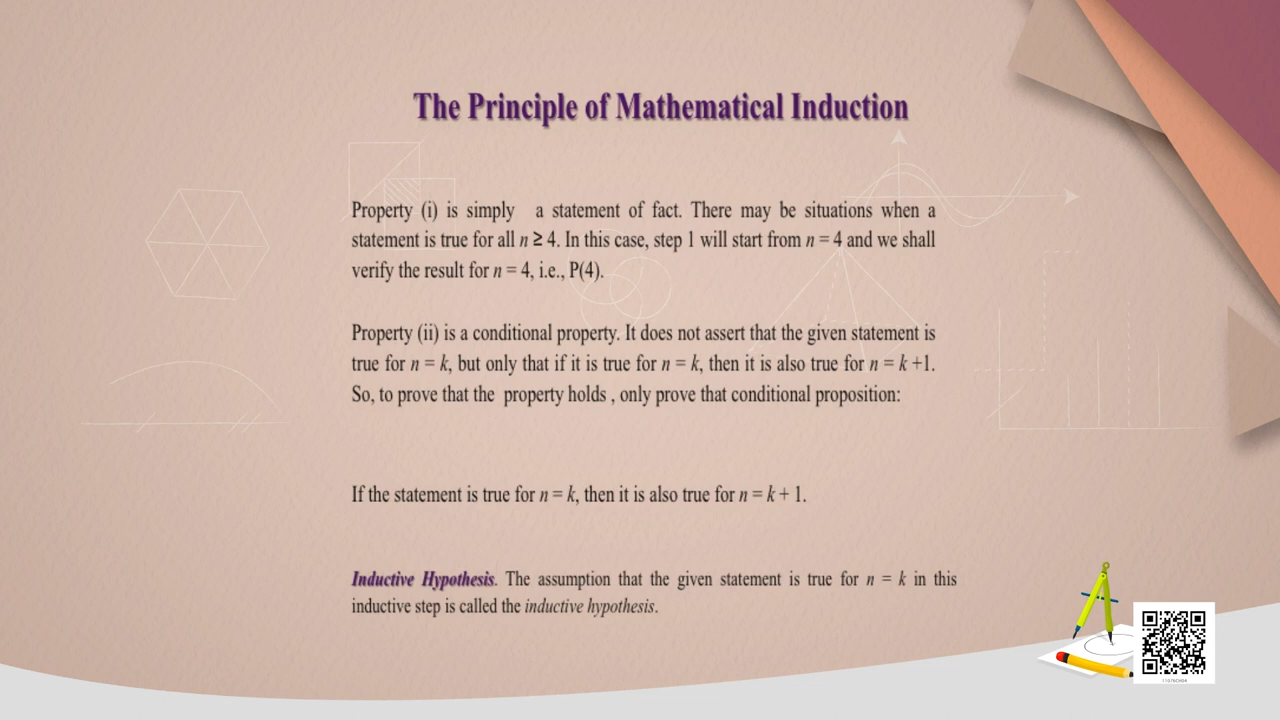 The Principle of Mathematical Induction
Property (i) is simply a statement of fact. There may be situations when a
statement is true for all n ≥ 4. In this case, step 1 will start from n = 4 and we shall
verify the result for n = 4, i.e., P(4).
Property (ii) is a conditional property. It does not assert that the given statement is
true for n = k, but only that if it is true for n = k, then it is also true for n = k +1.
So, to prove that the property holds , only prove that conditional proposition:
If the statement is true for n = k, then it is also true for n = k + 1.
Inductive Hypothesis. The assumption that the given statement is true for n = k in this
inductive step is called the inductive hypothesis.